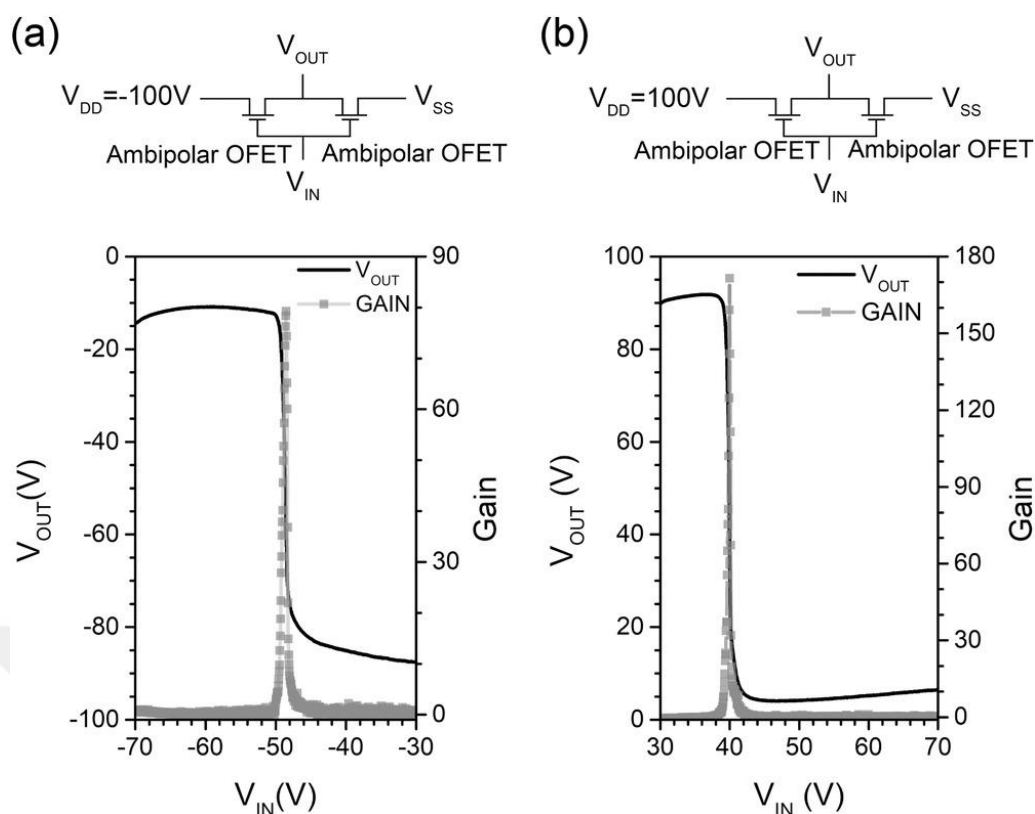 (a)
V_OUT
V_DD=-100V
V_SS
Ambipolar OFET
Ambipolar OFET
V_IN
0
-20
-40
-60
-80
-100
V_OUT(V)
90
60
30
0
Gain
V_OUT
GAIN
-70
-60
-50
-40
-30
V_IN(V)
(b)
V_OUT
V_DD=100V
V_SS
Ambipolar OFET
Ambipolar OFET
V_IN
100
80
60
40
20
0
V_OUT (V)
180
150
120
90
60
30
0
Gain
V_OUT
GAIN
30
40
50
60
70
V_IN (V)